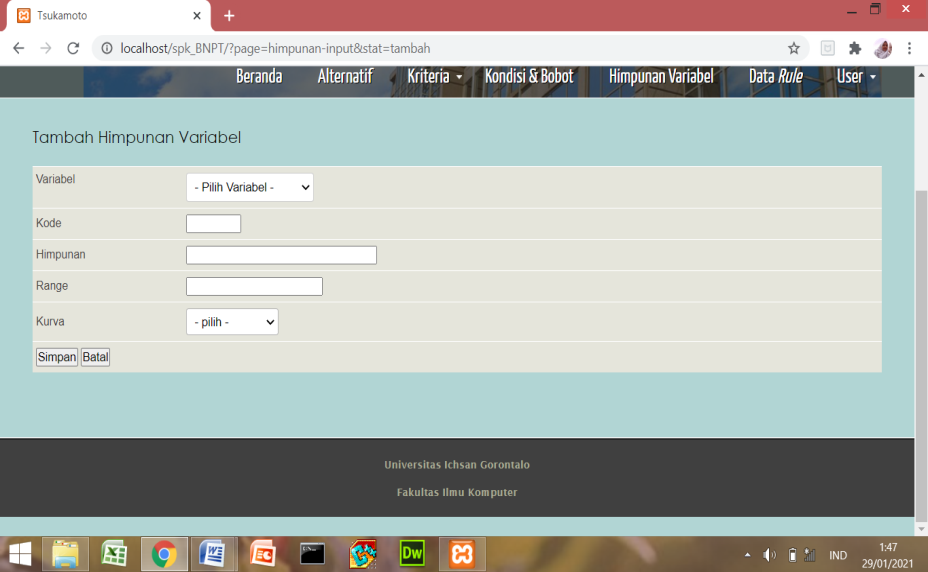 Tsukamoto
localhost/spk_BNPT/?page=himpunan-input&stat=tambah
Beranda Alternatif Kriteria Kondisi & Bobot Himpunan Variabel Data Rule User
Tambah Himpunan Variabel
Variabel - Pilih Variabel -
Kode
Himpunan
Range
Kurva - pilih -
Simpan Batal
Universitas Ichsan Gorontalo
Fakultas Ilmu Komputer
Dw IND 1:47
29/01/2021